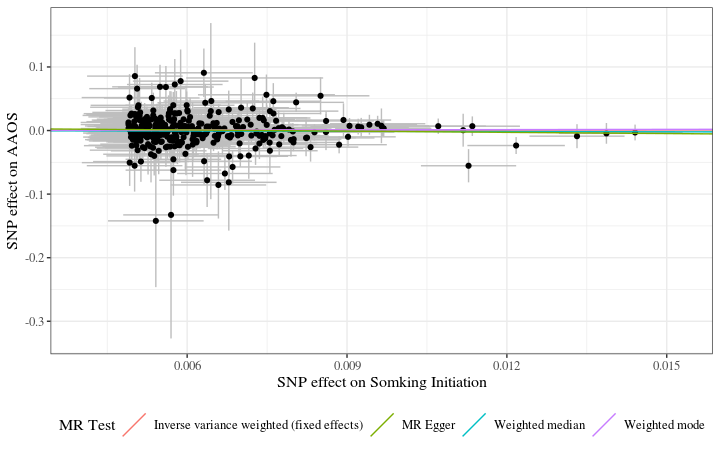 SNP effect on AAOS
0.1
0.0
-0.1
-0.2
-0.3
0.006
0.009
0.012
0.015
SNP effect on Somking Initiation
MR Test
Inverse variance weighted (fixed effects)
MR Egger
Weighted median
Weighted mode